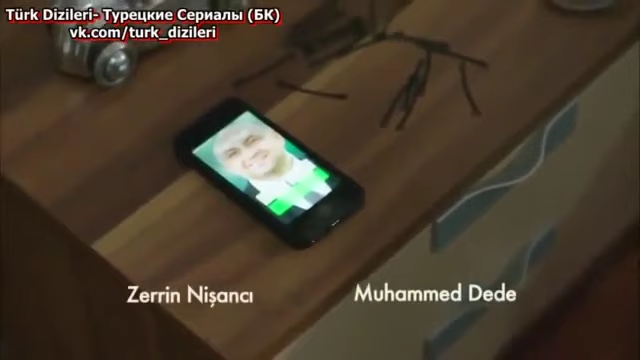 Türk Dizileri- Турецкие Сериалы (БК)
vk.com/turk_dizileri
Zerrin Nişancı
Muhammed Dede